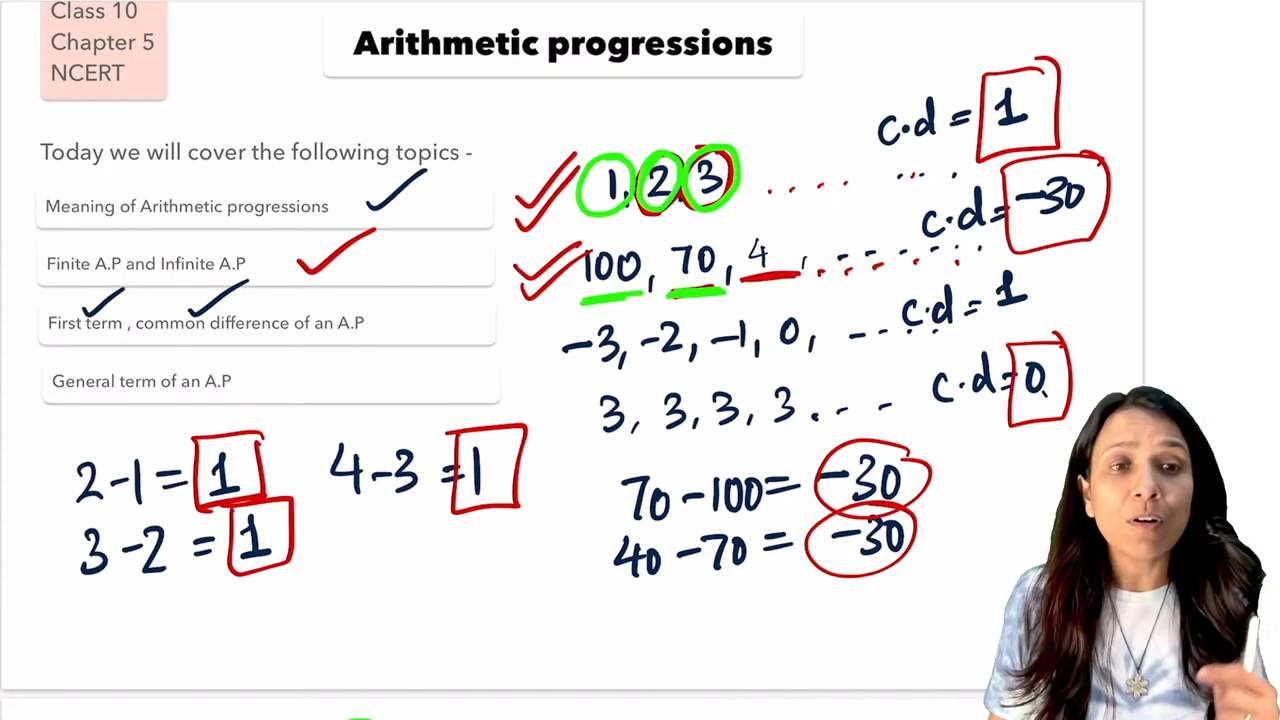 Class 10
Chapter 5
NCERT
Arithmetic progressions
Today we will cover the following topics -
Meaning of Arithmetic progressions
Finite A.P and Infinite A.P
First term , common difference of an A.P
General term of an A.P
1, 2, 3 ..... ....
c.d = 1
100, 70, 4 , - - - - - -
c.d = -30
-3, -2, -1, 0, - - - -
c.d = 1
3, 3, 3, 3 . - - -
c.d = 0
2-1 = 1
4-3 = 1
3-2 = 1
70-100 = -30
40-70 = -30